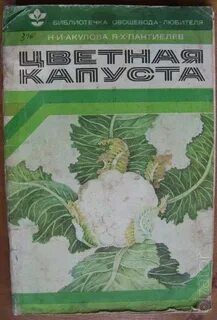 БИБЛИОТЕЧКА ОВОЩЕВОДА-ЛЮБИТЕЛЯ
Н·И·АКУЛОВА Я·Х·ПАНТИЕЛЕВ
ЦВЕТНАЯ
КАПУСТА